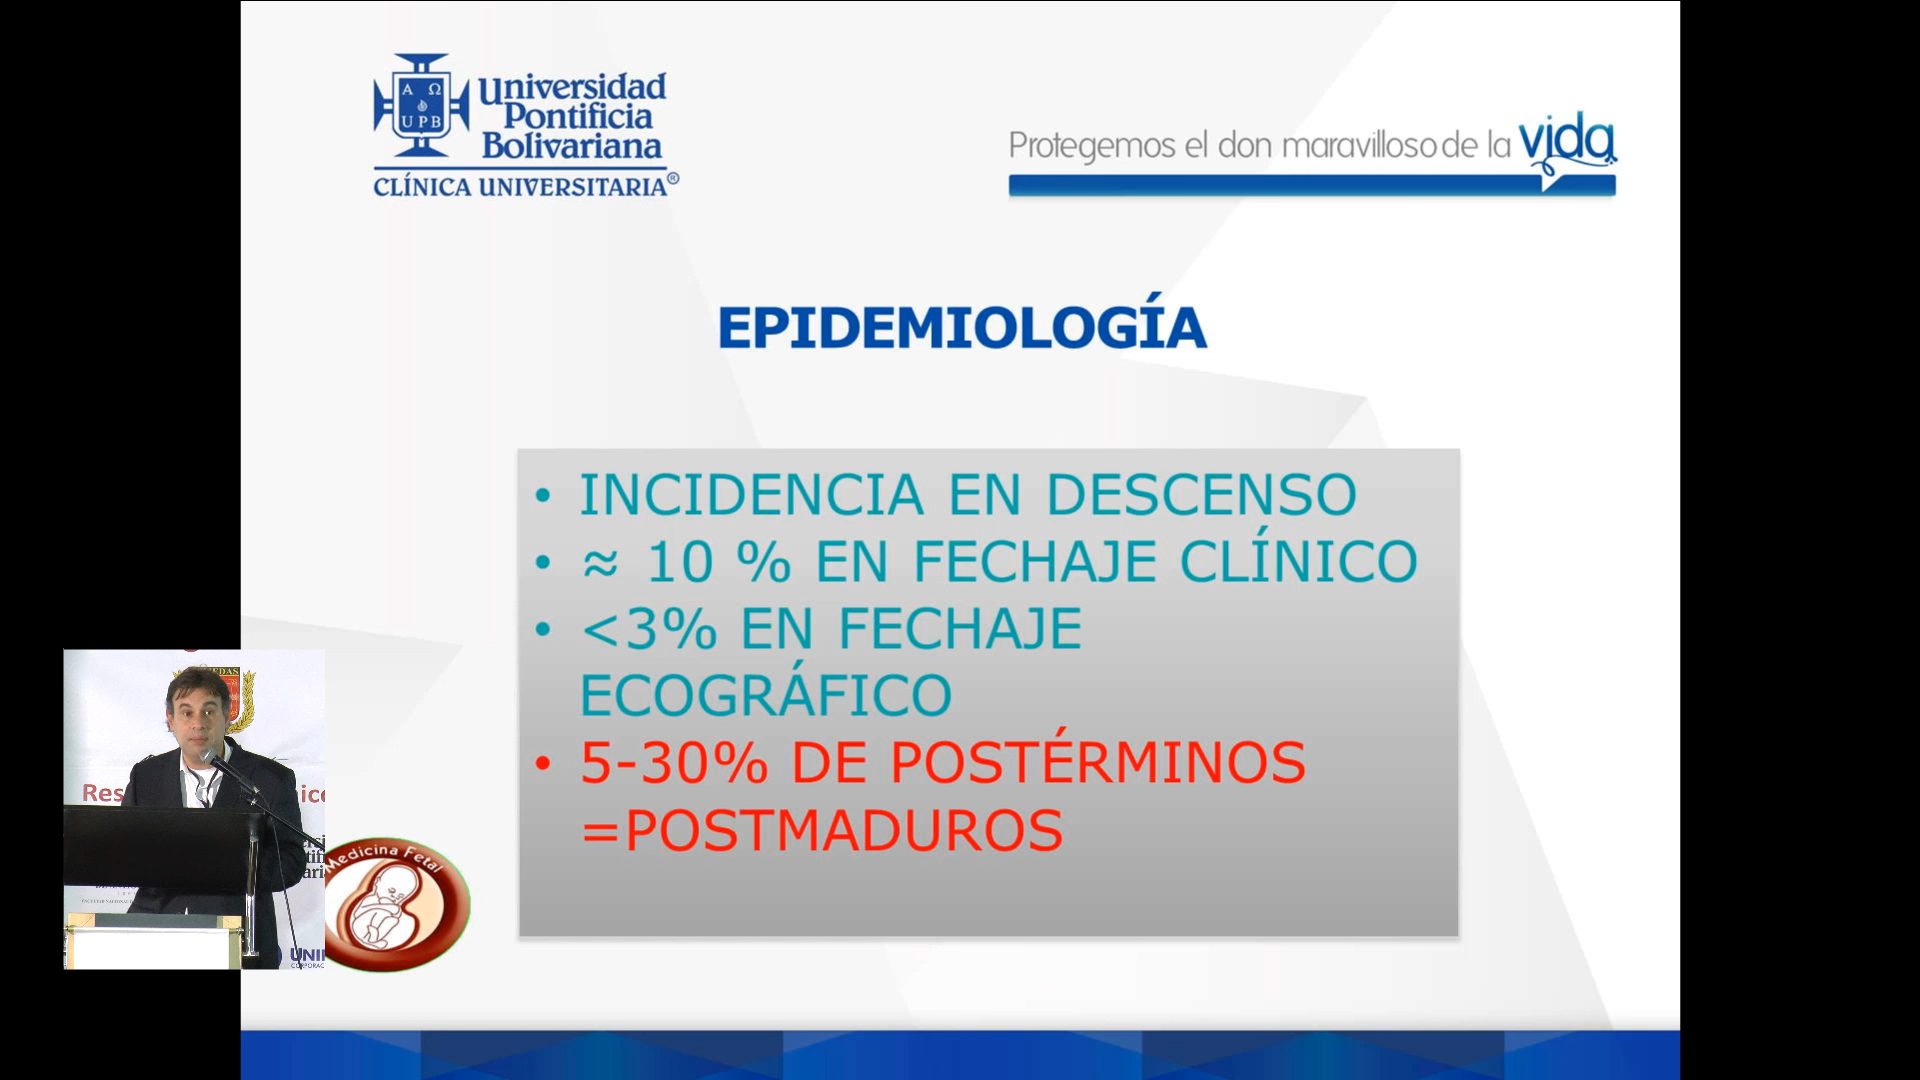 Universidad
Pontificia
Bolivariana
CLÍNICA UNIVERSITARIA®
Α Ω
UPB
Protegemos el don maravilloso de la vida
EPIDEMIOLOGÍA
• INCIDENCIA EN DESCENSO
• ≈ 10 % EN FECHAJE CLÍNICO
• <3% EN FECHAJE
ECOGRÁFICO
• 5-30% DE POSTÉRMINOS
=POSTMADUROS
Medicina Fetal